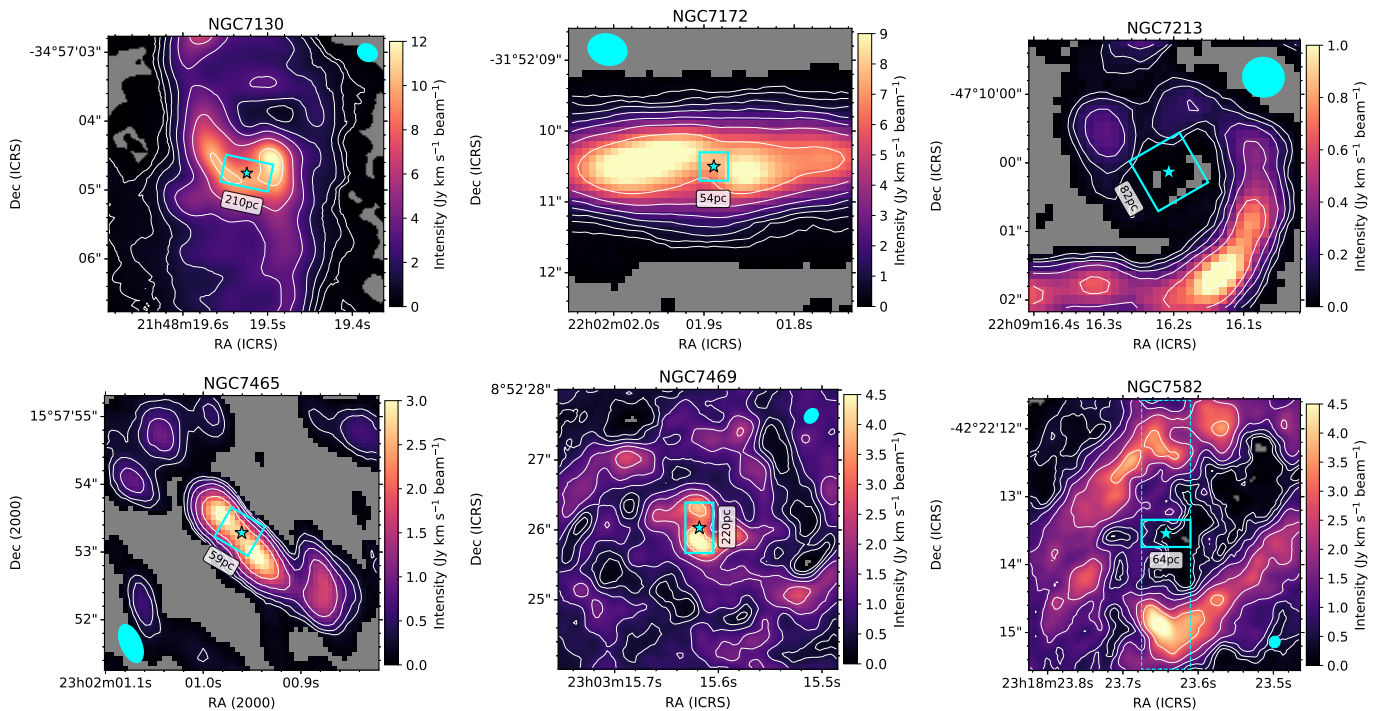 NGC7130
-34°57'03"
04"
05"
06"
Dec (ICRS)
21h48m19.6s
19.5s
19.4s
RA (ICRS)
210pc
12
10
8
6
4
2
0
Intensity (Jy km s⁻¹ beam⁻¹)
NGC7172
-31°52'09"
10"
11"
12"
Dec (ICRS)
22h02m02.0s
01.9s
01.8s
RA (ICRS)
54pc
9
8
7
6
5
4
3
2
1
0
Intensity (Jy km s⁻¹ beam⁻¹)
NGC7213
-47°10'00"
00"
01"
02"
Dec (ICRS)
22h09m16.4s
16.3s
16.2s
16.1s
RA (ICRS)
82pc
1.0
0.8
0.6
0.4
0.2
0.0
Intensity (Jy km s⁻¹ beam⁻¹)
NGC7465
15°57'55"
54"
53"
52"
Dec (2000)
23h02m01.1s
01.0s
00.9s
RA (2000)
59pc
3.0
2.5
2.0
1.5
1.0
0.5
0.0
Intensity (Jy km s⁻¹ beam⁻¹)
NGC7469
8°52'28"
27"
26"
25"
Dec (ICRS)
23h03m15.7s
15.6s
15.5s
RA (ICRS)
220pc
4.5
4.0
3.5
3.0
2.5
2.0
1.5
1.0
0.5
0.0
Intensity (Jy km s⁻¹ beam⁻¹)
NGC7582
-42°22'12"
13"
14"
15"
Dec (ICRS)
23h18m23.8s
23.7s
23.6s
23.5s
RA (ICRS)
64pc
4.5
4.0
3.5
3.0
2.5
2.0
1.5
1.0
0.5
0.0
Intensity (Jy km s⁻¹ beam⁻¹)